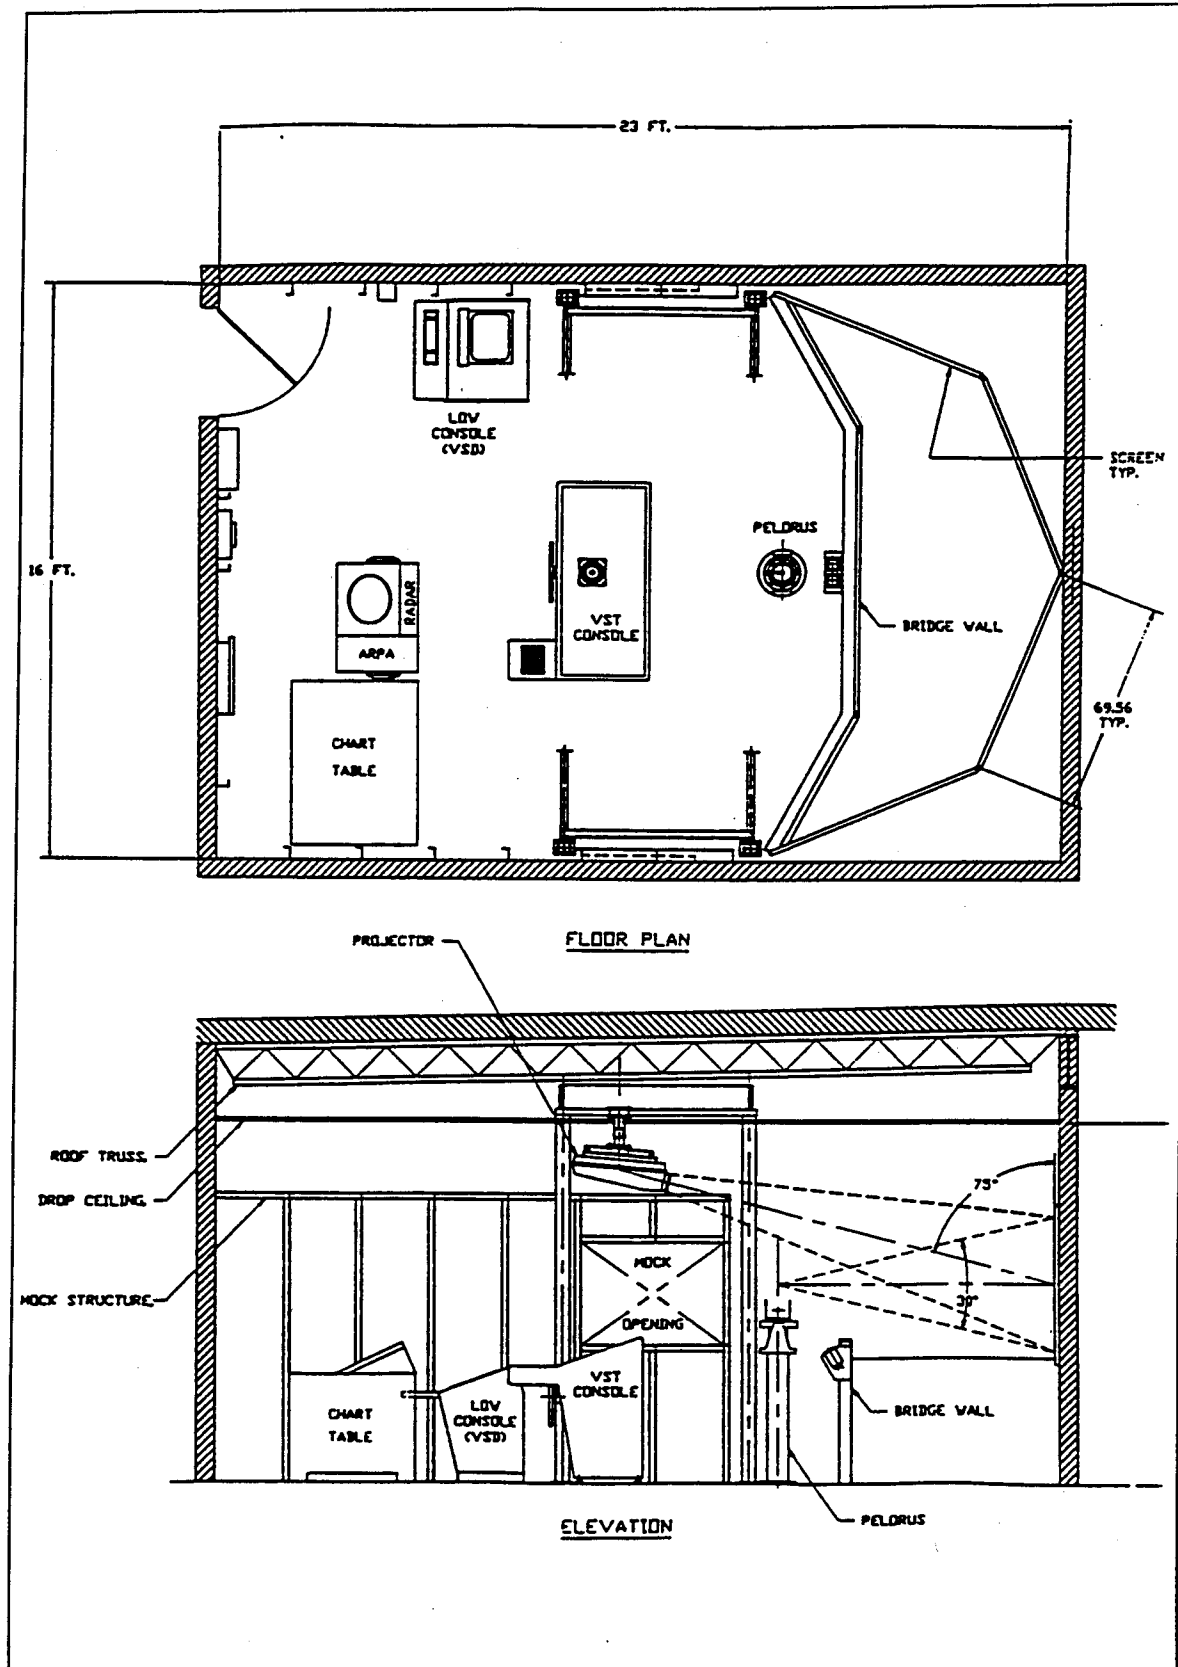 23 FT.
LOW
CONSOLE
(VSD)
SCREEN
TYP.
PELORUS
16 FT.
RADAR
VST
CONSOLE
BRIDGE WALL
ARPA
69.56
TYP.
CHART
TABLE
FLOOR PLAN
PROJECTOR
ROOF TRUSS
DROP CEILING
75°
MOCK STRUCTURE
MOCK
OPENING
30°
VST
CONSOLE
CHART
TABLE
LOW
CONSOLE
(VSD)
BRIDGE WALL
PELORUS
ELEVATION